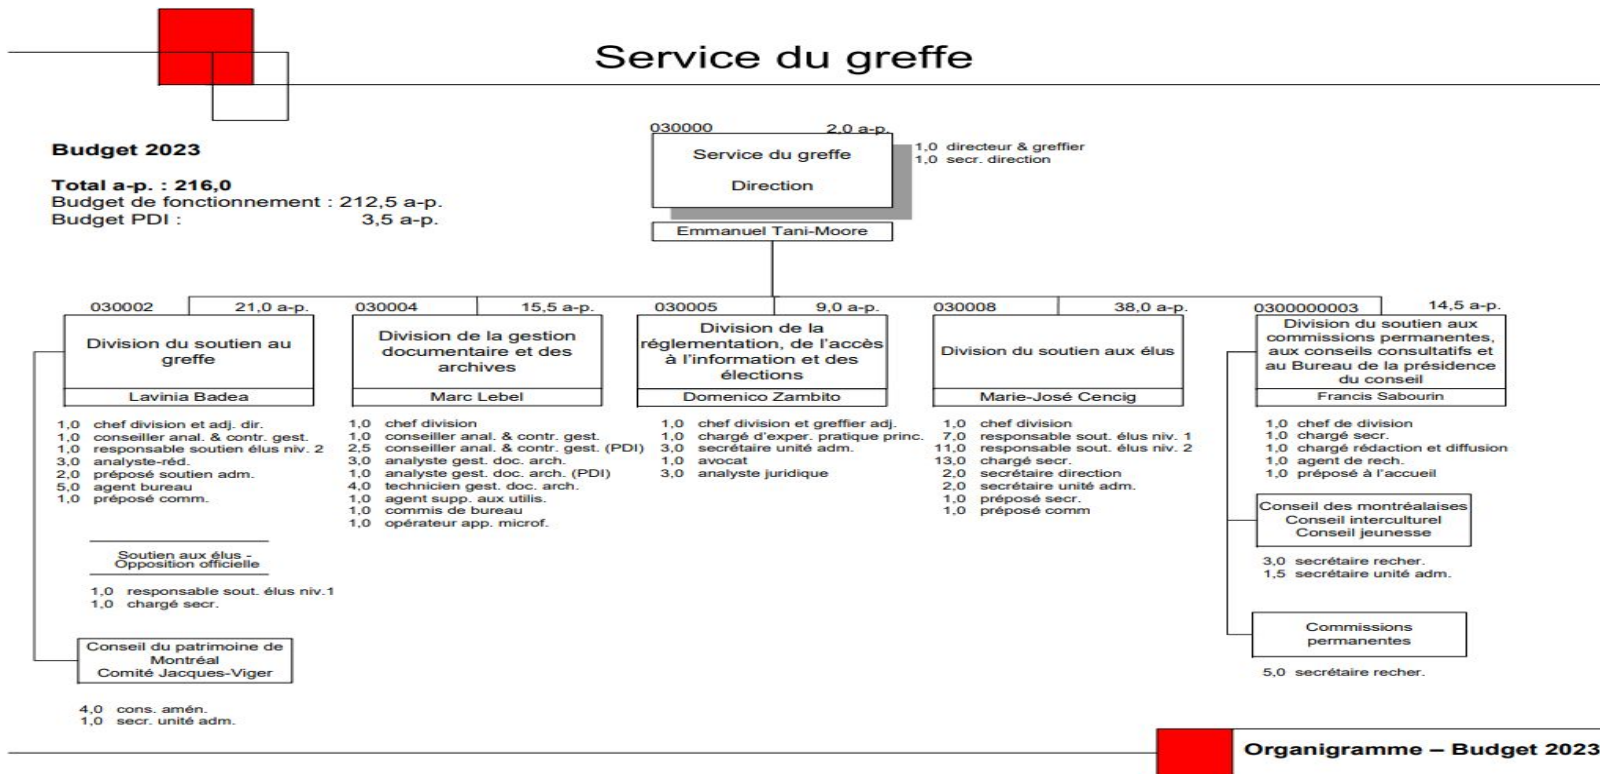 Service du greffe
Budget 2023
Total a-p. : 216,0
Budget de fonctionnement : 212,5 a-p.
Budget PDI : 3,5 a-p.
030000 2,0 a-p.
Service du greffe
Direction
Emmanuel Tani-Moore
1,0 directeur & greffier
1,0 secr. direction
030002 21,0 a-p.
Division du soutien au
greffe
Lavinia Badea
1,0 chef division et adj. dir.
1,0 conseiller anal. & contr. gest.
1,0 responsable soutien élus niv. 2
3,0 analyste-réd.
2,0 préposé soutien adm.
5,0 agent bureau
1,0 préposé comm.
Soutien aux élus -
Opposition officielle
1,0 responsable sout. élus niv.1
1,0 chargé secr.
Conseil du patrimoine de
Montréal
Comité Jacques-Viger
4,0 cons. amén.
1,0 secr. unité adm.
030004 15,5 a-p.
Division de la gestion
documentaire et des
archives
Marc Lebel
1,0 chef division
1,0 conseiller anal. & contr. gest.
2,5 conseiller anal. & contr. gest. (PDI)
3,0 analyste gest. doc. arch.
1,0 analyste gest. doc. arch. (PDI)
4,0 technicien gest. doc. arch.
1,0 agent supp. aux utilis.
1,0 commis de bureau
1,0 opérateur app. microf.
030005 9,0 a-p.
Division de la
réglementation, de l'accès
à l'information et des
élections
Domenico Zambito
1,0 chef division et greffier adj.
1,0 chargé d'exper. pratique princ.
3,0 secrétaire unité adm.
1,0 avocat
3,0 analyste juridique
030008 38,0 a-p.
Division du soutien aux élus
Marie-José Cencig
1,0 chef division
7,0 responsable sout. élus niv. 1
11,0 responsable sout. élus niv. 2
13,0 chargé secr.
2,0 secrétaire direction
2,0 secrétaire unité adm.
1,0 préposé secr.
1,0 préposé comm
0300000003 14,5 a-p.
Division du soutien aux
commissions permanentes,
aux conseils consultatifs et
au Bureau de la présidence
du conseil
Francis Sabourin
1,0 chef de division
1,0 chargé secr.
1,0 chargé rédaction et diffusion
1,0 agent de rech.
1,0 préposé à l'accueil
Conseil des montréalaises
Conseil interculturel
Conseil jeunesse
3,0 secrétaire recher.
1,5 secrétaire unité adm.
Commissions
permanentes
5,0 secrétaire recher.
Organigramme – Budget 2023